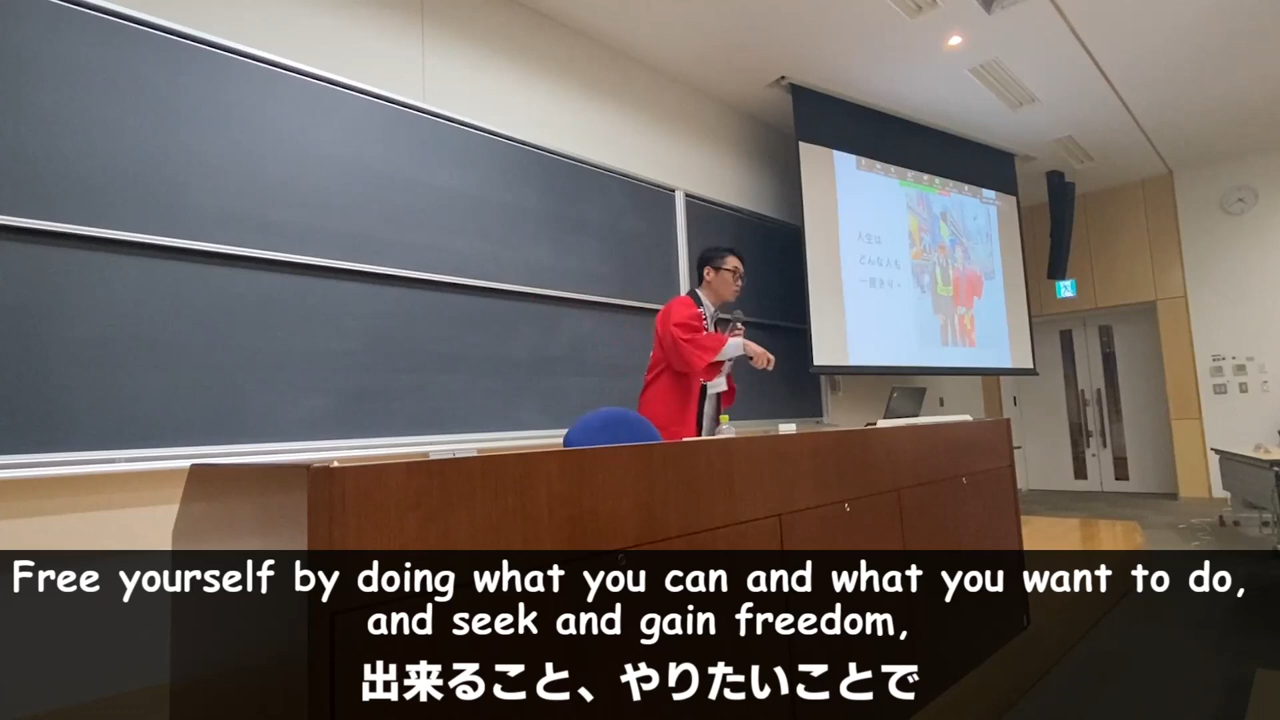 人生は
どんな人も
一回きり、
Free yourself by doing what you can and what you want to do,
and seek and gain freedom,
出来ること、やりたいことで